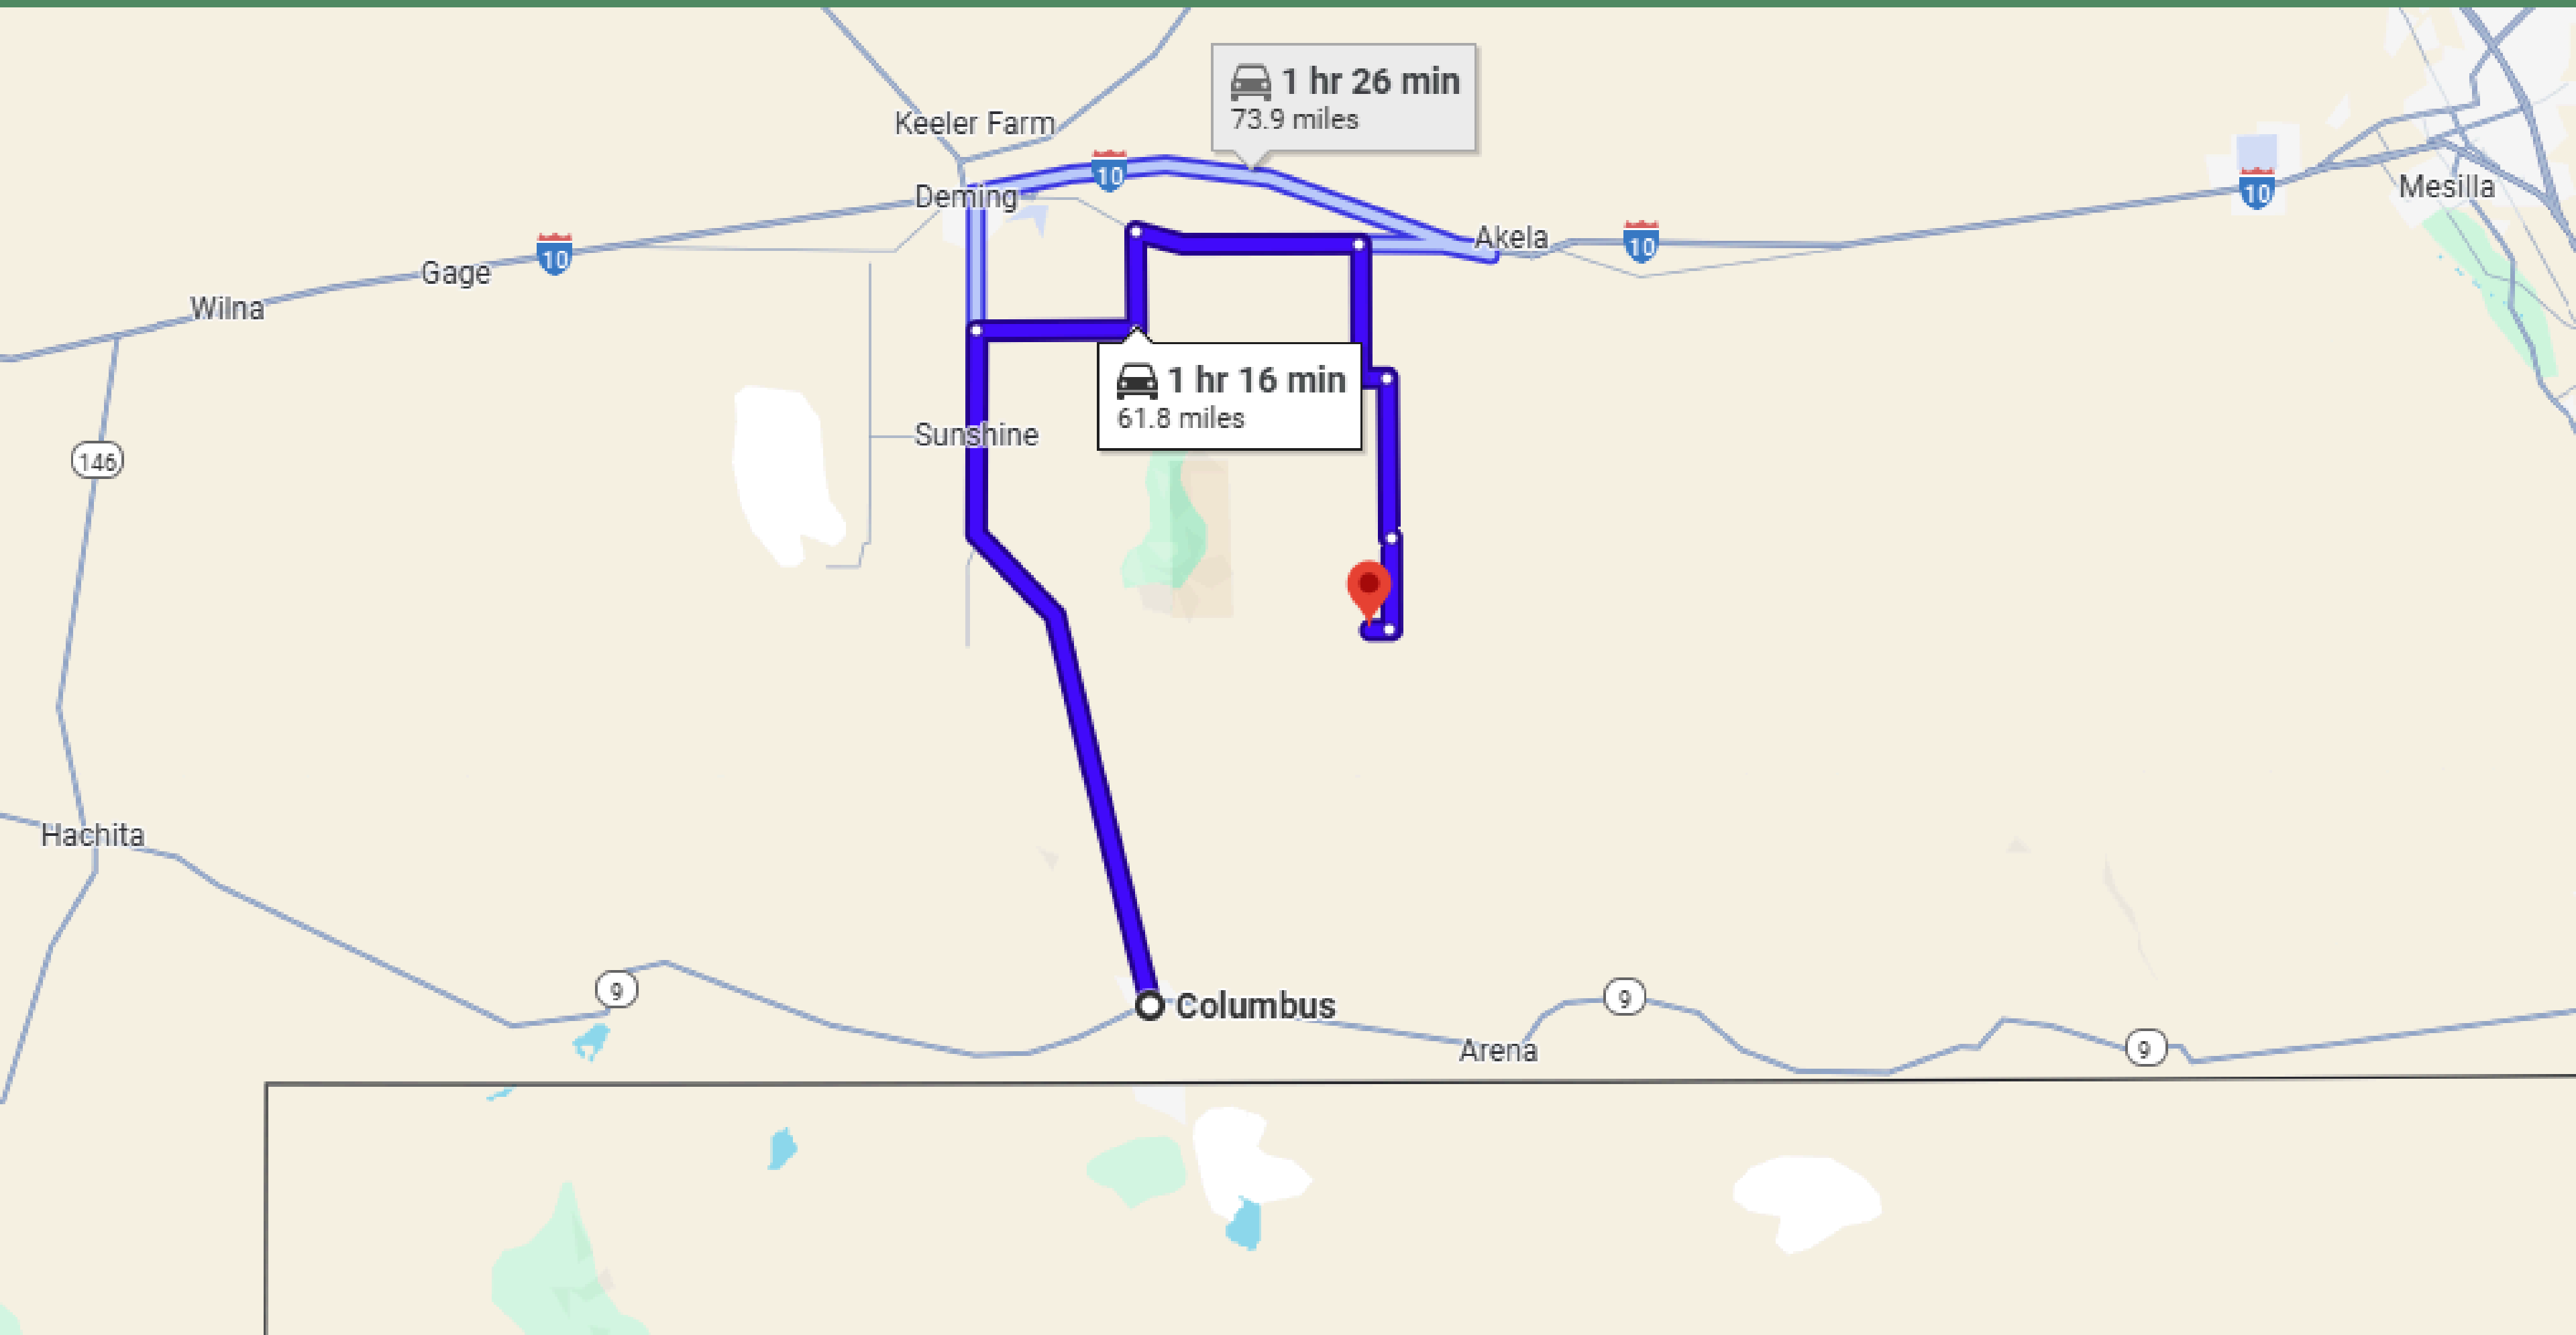 1 hr 26 min
73.9 miles
Keeler Farm
10
Deming
Mesilla
10
Akela
10
10
Gage
Wilna
1 hr 16 min
61.8 miles
Sunshine
146
Hachita
9
Columbus
9
Arena
9